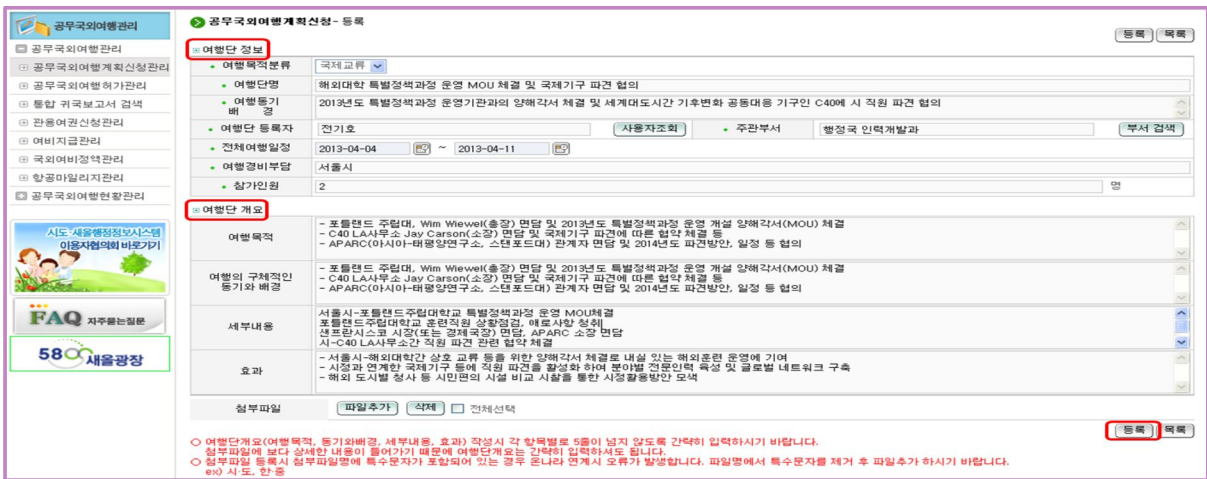 공무국외여행관리
공무국외여행관리
공무국외여행계획신청관리
공무국외여행허가관리
통합 귀국보고서 검색
관용여권신청관리
여비지급관리
국외여비정액관리
항공마일리지관리
공무국외여행현황관리
시도·새올행정정보시스템
이용자협의회 바로가기
FAQ 자주묻는질문
580 새올광장
공무국외여행계획신청- 등록
등록 목록
여행단 정보
• 여행목적분류 국제교류
• 여행단명 해외대학 특별정책과정 운영 MOU 체결 및 국제기구 파견 협의
• 여행동기 배 경 2013년도 특별정책과정 운영기관과의 양해각서 체결 및 세계대도시간 기후변화 공동대응 기구인 C40에 시 직원 파견 협의
• 여행단 등록자 전기호 사용자조회 • 주관부서 행정국 인력개발과 부서 검색
• 전체여행일정 2013-04-04 ~ 2013-04-11
• 여행경비부담 서울시
• 참가인원 2 명
여행단 개요
여행목적
- 포틀랜드 주립대, Wim Wiewel(총장) 면담 및 2013년도 특별정책과정 운영 개설 양해각서(MOU) 체결
- C40 LA사무소 Jay Carson(소장) 면담 및 국제기구 파견에 따른 협약 체결 등
- APARC(아시아-태평양연구소, 스탠포드대) 관계자 면담 및 2014년도 파견방안, 일정 등 협의
여행의 구체적인
동기와 배경
- 포틀랜드 주립대, Wim Wiewel(총장) 면담 및 2013년도 특별정책과정 운영 개설 양해각서(MOU) 체결
- C40 LA사무소 Jay Carson(소장) 면담 및 국제기구 파견에 따른 협약 체결 등
- APARC(아시아-태평양연구소, 스탠포드대) 관계자 면담 및 2014년도 파견방안, 일정 등 협의
세부내용
서울시-포틀랜드주립대학교 특별정책과정 운영 MOU체결
포틀랜드주립대학교 훈련직원 상황점검, 애로사항 청취
샌프란시스코 시장(또는 경제국장) 면담, APARC 소장 면담
시-C40 LA사무소간 직원 파견 관련 협약 체결
효과
- 서울시-해외대학간 상호 교류 등을 위한 양해각서 체결로 내실 있는 해외훈련 운영에 기여
- 시정과 연계한 국제기구 등에 직원 파견을 활성화 하여 분야별 전문인력 육성 및 글로벌 네트워크 구축
- 해외 도시별 청사 등 시민편의 시설 비교 시찰을 통한 시정활용방안 모색
첨부파일 파일추가 삭제 전체선택
등록 목록
○ 여행단개요(여행목적, 동기와배경, 세부내용, 효과) 작성시 각 항목별로 5줄이 넘지 않도록 간략히 입력하시기 바랍니다.
첨부파일에 보다 상세한 내용이 들어가기 때문에 여행단개요는 간략히 입력하셔도 됩니다.
○ 첨부파일 등록시 첨부파일명에 특수문자가 포함되어 있는 경우 온나라 연계시 오류가 발생합니다. 파일명에서 특수문자를 제거 후 파일추가 하시기 바랍니다.
ex) 시·도, 한·중